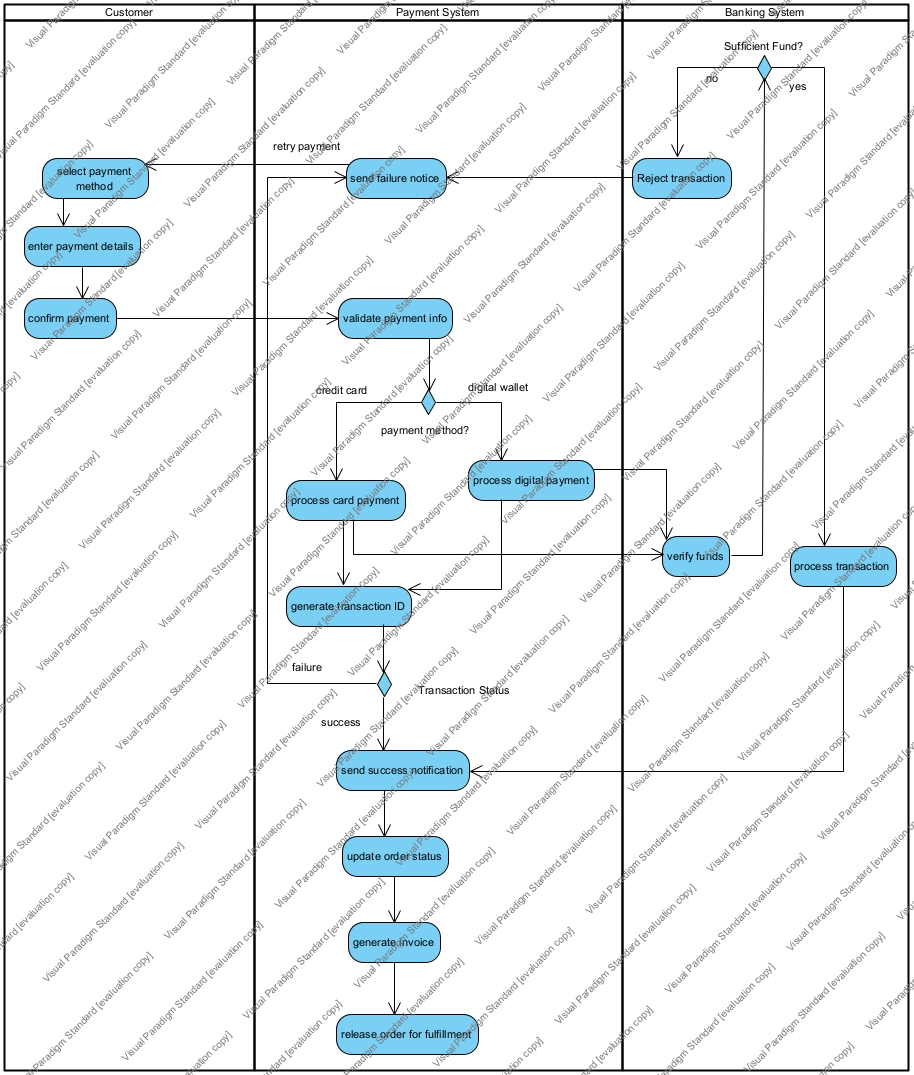 Customer
Payment System
Banking System
Sufficient Fund?
no
yes
retry payment
select payment
method
send failure notice
Reject transaction
enter payment details
confirm payment
validate payment info
credit card
digital wallet
payment method?
process card payment
process digital payment
verify funds
process transaction
generate transaction ID
failure
Transaction Status
success
send success notification
update order status
generate invoice
release order for fulfillment
Visual Paradigm Standard [evaluation copy]